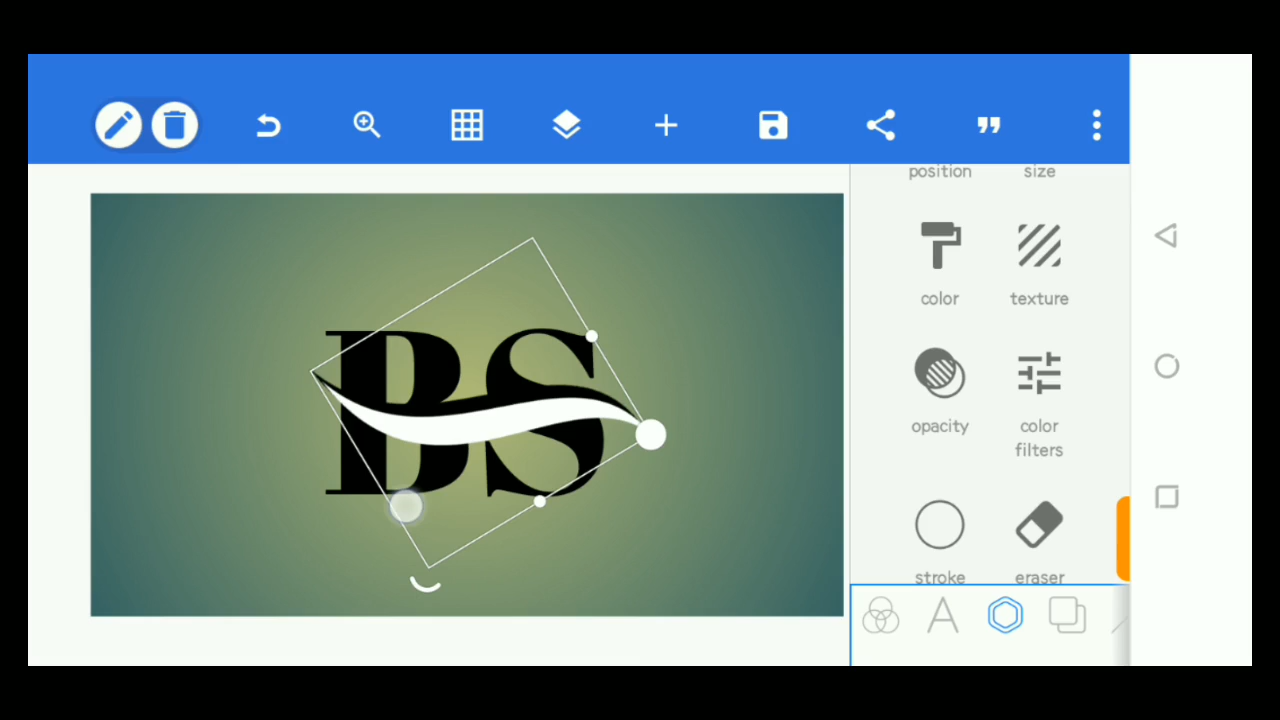 position size
color texture
opacity color
filters
stroke eraser
BS